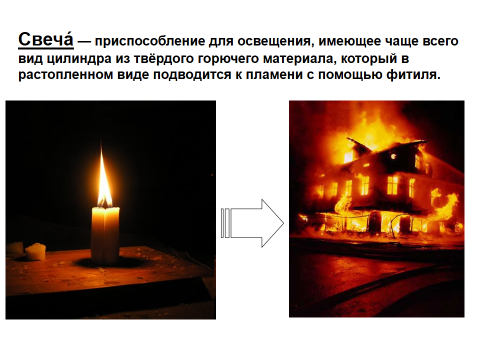 Свеча́ — приспособление для освещения, имеющее чаще всего
вид цилиндра из твёрдого горючего материала, который в
растопленном виде подводится к пламени с помощью фитиля.